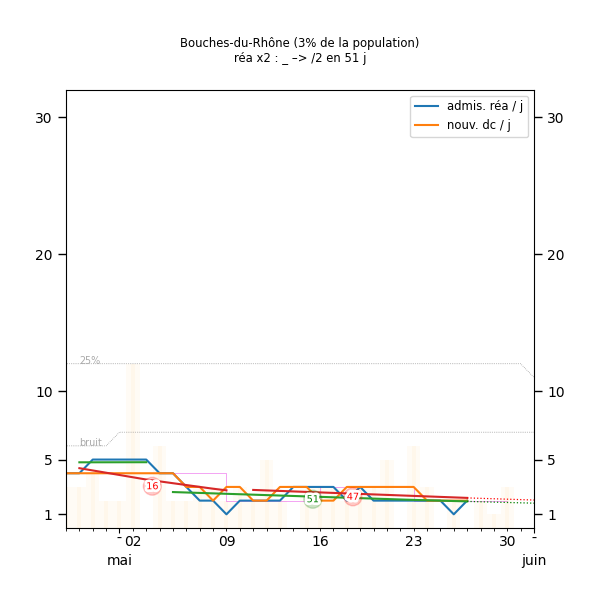 Bouches-du-Rhône (3% de la population)
réa x2 : _ –> /2 en 51 j
admis. réa / j
nouv. dc / j
30 30
20 20
25%
10 10
bruit
5 5
16
51 47
1 1
02 09 16 23 30
mai juin